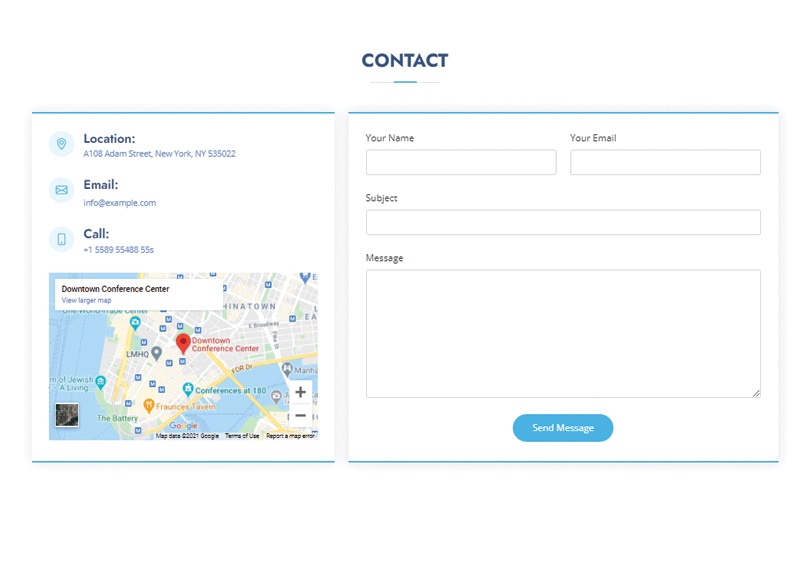 CONTACT
Location:
A108 Adam Street, New York, NY 535022
Email:
info@example.com
Call:
+1 5589 55488 55s
Downtown Conference Center
View larger map
One World Trade Center
CHINATOWN
E Broadway
Downtown
Conference Center
LMHQ
FDR Dr
Manha
m of Jewish
A Living
Conferences at 180
Fraunces Tavern
The Battery
Google
Map data ©2021 Google
Terms of Use
Report a map error
Your Name
Your Email
Subject
Message
Send Message